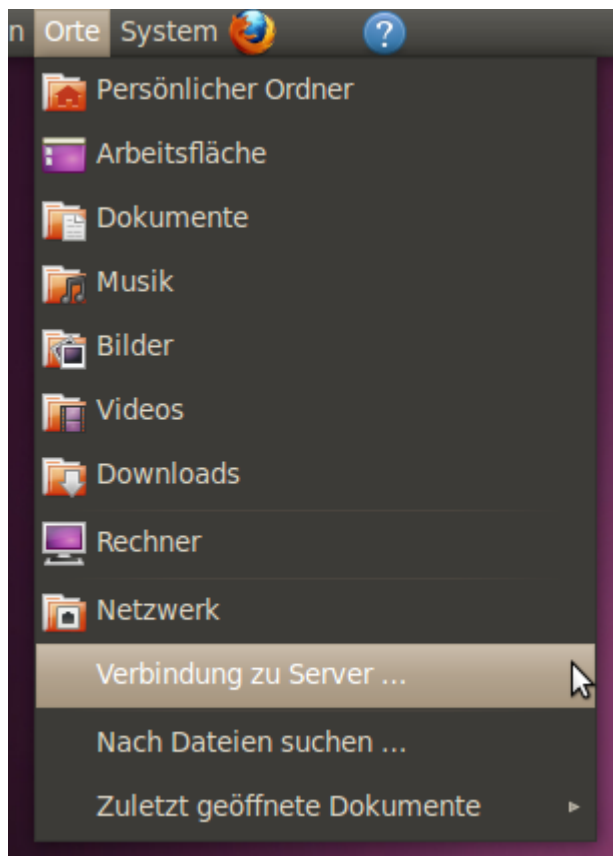 n Orte System ?
Persönlicher Ordner
Arbeitsfläche
Dokumente
Musik
Bilder
Videos
Downloads
Rechner
Netzwerk
Verbindung zu Server ...
Nach Dateien suchen ...
Zuletzt geöffnete Dokumente